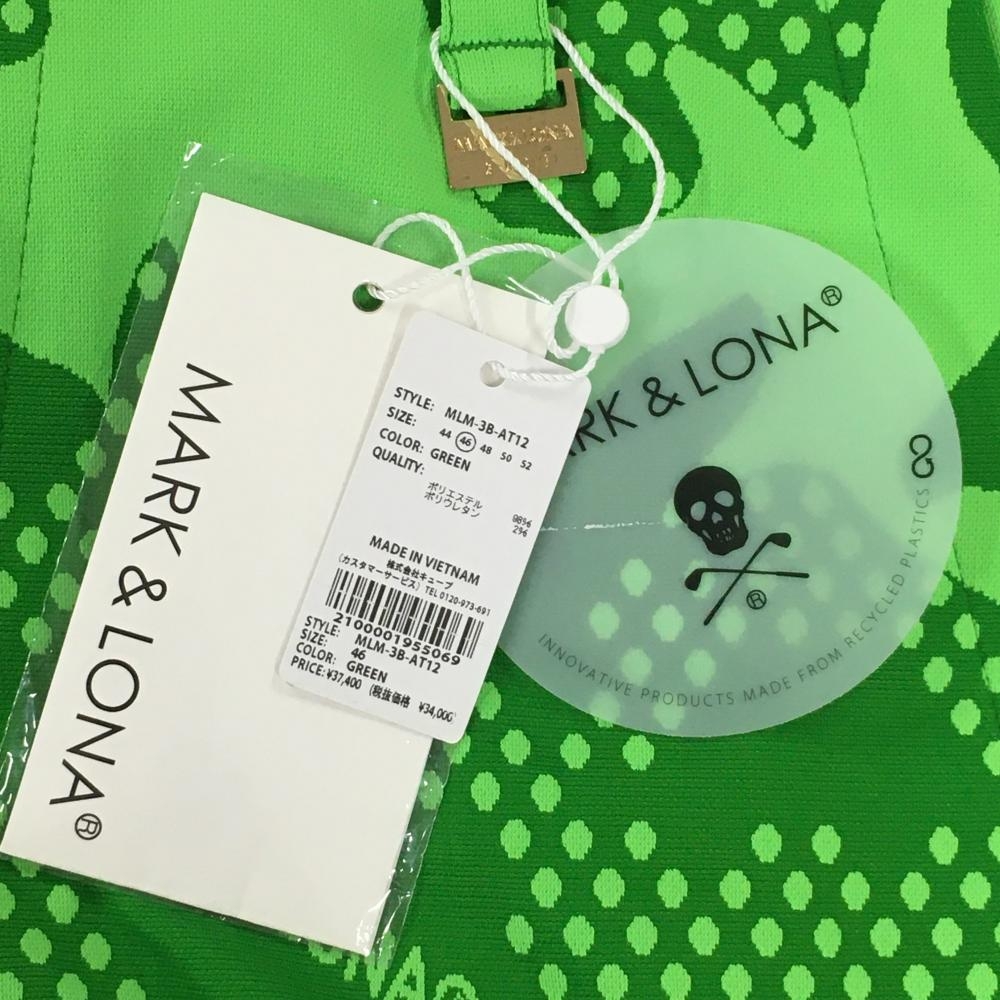 MARK & LONA®
STYLE: MLM-3B-AT12
SIZE: 44 46 48 50 52
COLOR: GREEN
QUALITY:
ポリエステル 98%
ポリウレタン 2%
MADE IN VIETNAM
株式会社キューブ
(カスタマーサービス) TEL 0120-973-691
2100001955069
STYLE: MLM-3B-AT12
SIZE: 46
COLOR: GREEN
PRICE: ¥37,400 (税抜価格 ¥34,000
RK & LONA®
®
INNOVATIVE PRODUCTS MADE FROM RECYCLED PLASTICS